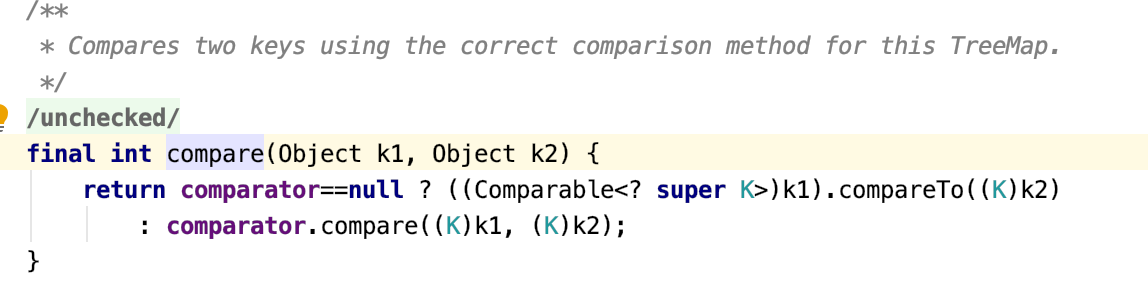 /**
 * Compares two keys using the correct comparison method for this TreeMap.
 */
/unchecked/
final int compare(Object k1, Object k2) {
    return comparator==null ? ((Comparable<? super K>)k1).compareTo((K)k2)
        : comparator.compare((K)k1, (K)k2);
}